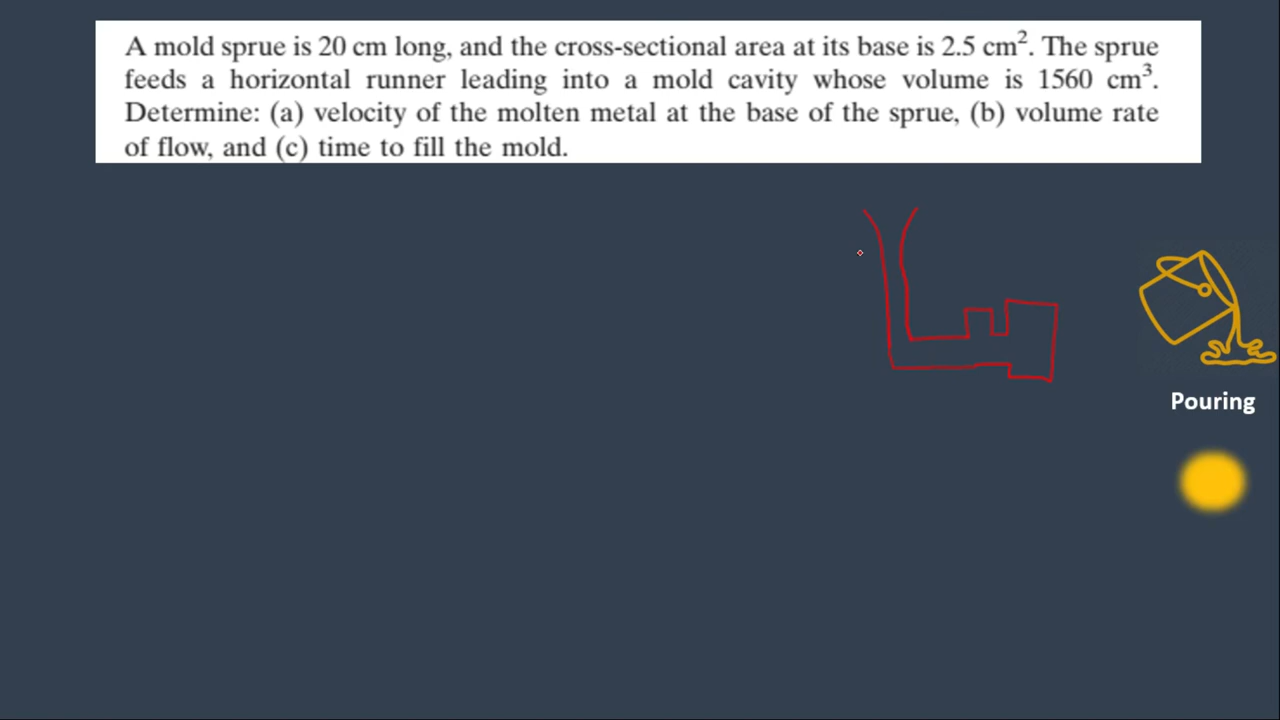 A mold sprue is 20 cm long, and the cross-sectional area at its base is 2.5 cm². The sprue
feeds a horizontal runner leading into a mold cavity whose volume is 1560 cm³.
Determine: (a) velocity of the molten metal at the base of the sprue, (b) volume rate
of flow, and (c) time to fill the mold.
Pouring